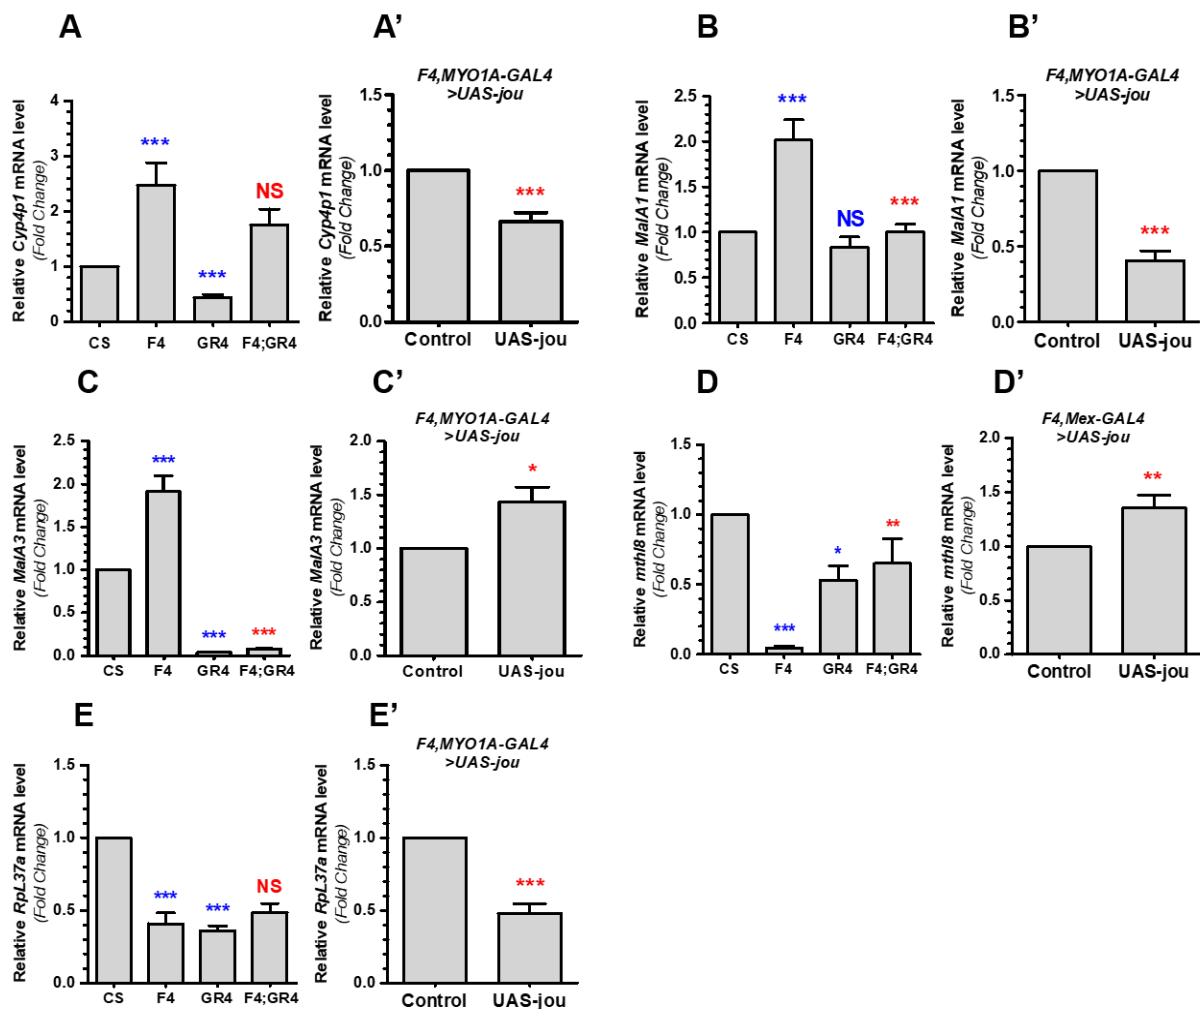 A
Relative Cyp4p1 mRNA level
(Fold Change)
4
3
2
1
0
***
***
NS
CS F4 GR4 F4;GR4
A’
F4,MYO1A-GAL4
>UAS-jou
Relative Cyp4p1 mRNA level
(Fold Change)
1.5
1.0
0.5
0.0
***
Control UAS-jou
B
Relative MalA1 mRNA level
(Fold Change)
2.5
2.0
1.5
1.0
0.5
0.0
***
NS
***
CS F4 GR4 F4;GR4
B’
F4,MYO1A-GAL4
>UAS-jou
Relative MalA1 mRNA level
(Fold Change)
1.5
1.0
0.5
0.0
***
Control UAS-jou
C
Relative MalA3 mRNA level
(Fold Change)
2.5
2.0
1.5
1.0
0.5
0.0
***
***
***
CS F4 GR4 F4;GR4
C’
F4,MYO1A-GAL4
>UAS-jou
Relative MalA3 mRNA level
(Fold Change)
2.0
1.5
1.0
0.5
0.0
*
Control UAS-jou
D
Relative mthl8 mRNA level
(Fold Change)
1.5
1.0
0.5
0.0
***
*
**
CS F4 GR4 F4;GR4
D’
F4,Mex-GAL4
>UAS-jou
Relative mthl8 mRNA level
(Fold Change)
2.0
1.5
1.0
0.5
0.0
**
Control UAS-jou
E
Relative RpL37a mRNA level
(Fold Change)
1.5
1.0
0.5
0.0
***
***
NS
CS F4 GR4 F4;GR4
E’
F4,MYO1A-GAL4
>UAS-jou
Relative RpL37a mRNA level
(Fold Change)
1.5
1.0
0.5
0.0
***
Control UAS-jou